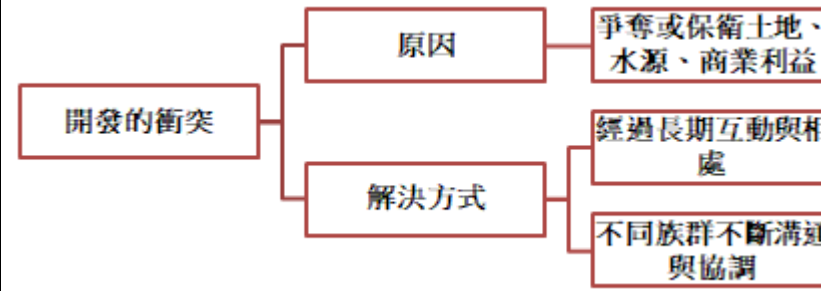 開發的衝突
原因
爭奪或保衛土地、
水源、商業利益
解決方式
經過長期互動與相
處
不同族群不斷溝通
與協調